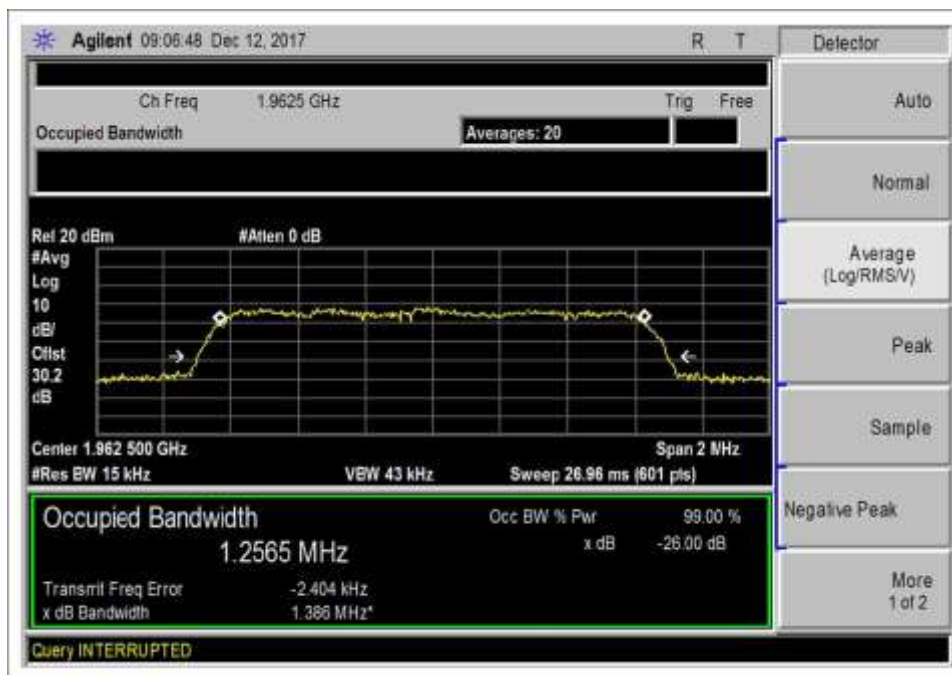 Agilent 09:06:48 Dec 12, 2017 R T
Ch Freq 1.9625 GHz Trig Free
Occupied Bandwidth Averages: 20
Ref 20 dBm #Atten 0 dB
#Avg
Log
10
dB/
Offst
30.2
dB
Center 1.962 500 GHz Span 2 MHz
#Res BW 15 kHz VBW 43 kHz Sweep 26.96 ms (601 pts)
Occupied Bandwidth Occ BW % Pwr 99.00 %
1.2565 MHz x dB -26.00 dB
Transmit Freq Error -2.404 kHz
x dB Bandwidth 1.386 MHz*
Query INTERRUPTED
Detector
Auto
Normal
Average
(Log/RMS/V)
Peak
Sample
Negative Peak
More
1 of 2